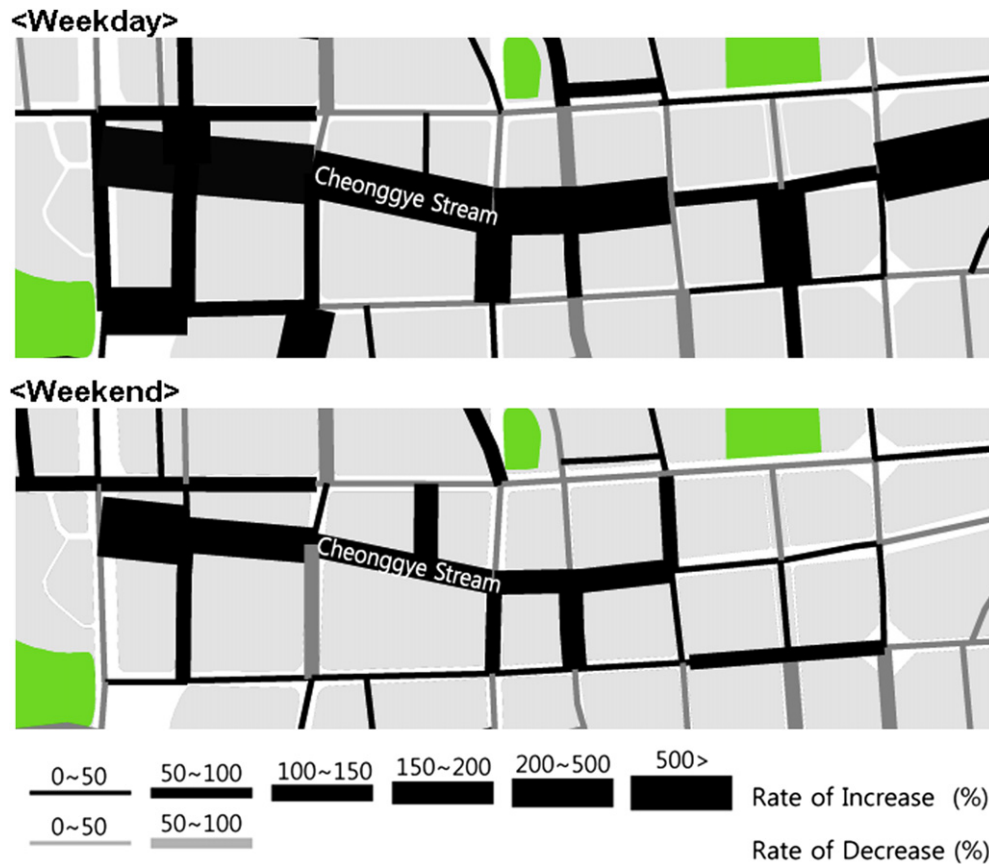 <Weekday>
Cheonggye Stream
<Weekend>
Cheonggye Stream
0~50 50~100 100~150 150~200 200~500 500>
Rate of Increase (%)
0~50 50~100
Rate of Decrease (%)